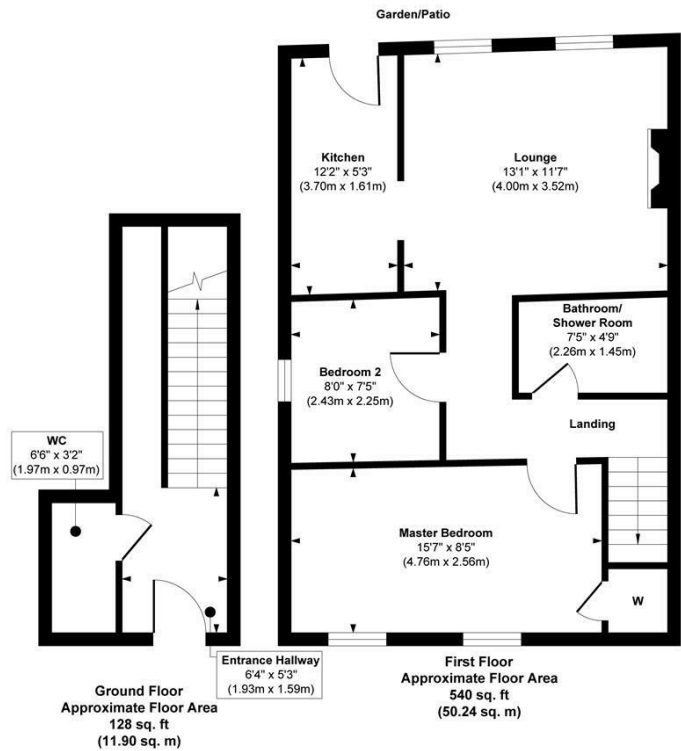 Garden/Patio
Kitchen
12'2" x 5'3"
(3.70m x 1.61m)
Lounge
13'1" x 11'7"
(4.00m x 3.52m)
Bathroom/
Shower Room
7'5" x 4'9"
(2.26m x 1.45m)
Bedroom 2
8'0" x 7'5"
(2.43m x 2.25m)
Landing
WC
6'6" x 3'2"
(1.97m x 0.97m)
Master Bedroom
15'7" x 8'5"
(4.76m x 2.56m)
W
Entrance Hallway
6'4" x 5'3"
(1.93m x 1.59m)
Ground Floor
Approximate Floor Area
128 sq. ft
(11.90 sq. m)
First Floor
Approximate Floor Area
540 sq. ft
(50.24 sq. m)